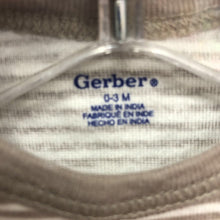 Gerber®
0-3 M
MADE IN INDIA
FABRIQUÉ EN INDE
HECHO EN INDIA